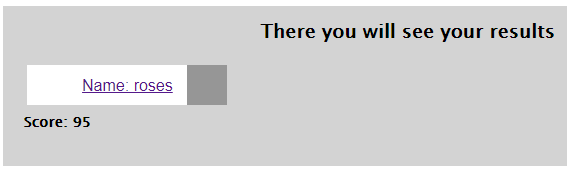 There you will see your results
Name: roses
Score: 95